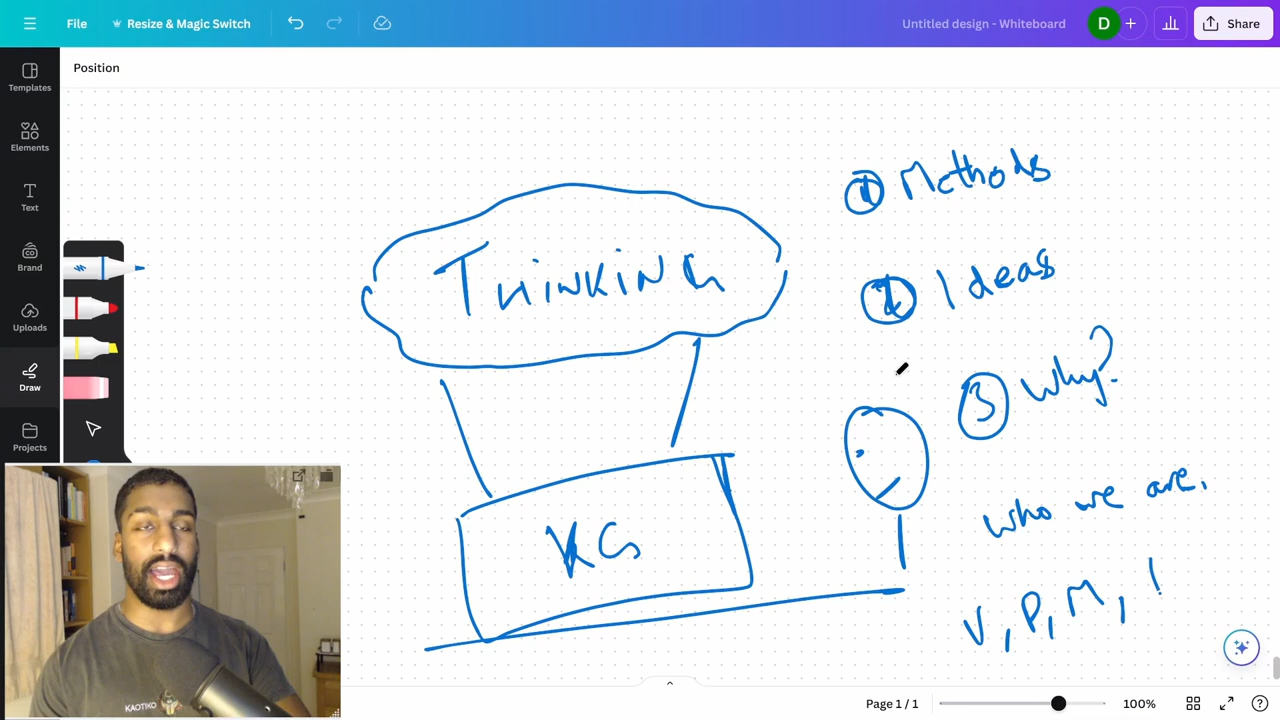 File
Resize & Magic Switch
Untitled design - Whiteboard
D
Share
Position
Templates
Elements
Text
Brand
Uploads
Draw
Projects
THiNKiNG
KG
1 Methods
2 Ideas
3 Why?
who we are.
V, P, M, !
KAOTIKO
Page 1 / 1
100%